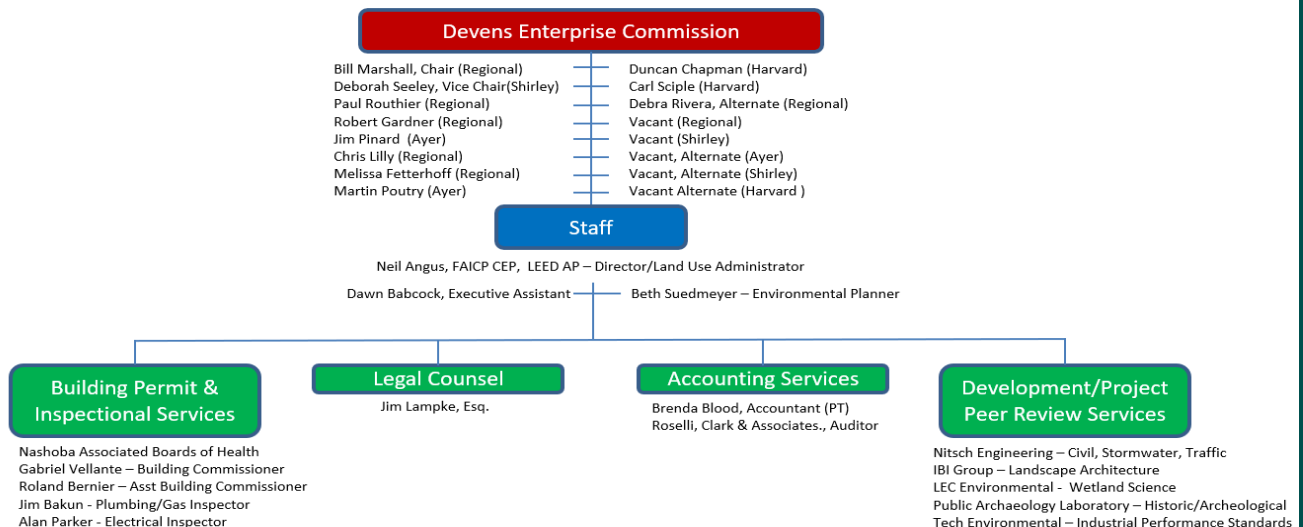 Devens Enterprise Commission
Bill Marshall, Chair (Regional)
Deborah Seeley, Vice Chair(Shirley)
Paul Routhier (Regional)
Robert Gardner (Regional)
Jim Pinard (Ayer)
Chris Lilly (Regional)
Melissa Fetterhoff (Regional)
Martin Poutry (Ayer)
Duncan Chapman (Harvard)
Carl Sciple (Harvard)
Debra Rivera, Alternate (Regional)
Vacant (Regional)
Vacant (Shirley)
Vacant, Alternate (Ayer)
Vacant, Alternate (Shirley)
Vacant Alternate (Harvard )
Staff
Neil Angus, FAICP CEP, LEED AP – Director/Land Use Administrator
Dawn Babcock, Executive Assistant
Beth Suedmeyer – Environmental Planner
Building Permit &
Inspectional Services
Nashoba Associated Boards of Health
Gabriel Vellante – Building Commissioner
Roland Bernier – Asst Building Commissioner
Jim Bakun - Plumbing/Gas Inspector
Alan Parker - Electrical Inspector
Legal Counsel
Jim Lampke, Esq.
Accounting Services
Brenda Blood, Accountant (PT)
Roselli, Clark & Associates., Auditor
Development/Project
Peer Review Services
Nitsch Engineering – Civil, Stormwater, Traffic
IBI Group – Landscape Architecture
LEC Environmental - Wetland Science
Public Archaeology Laboratory – Historic/Archeological
Tech Environmental – Industrial Performance Standards